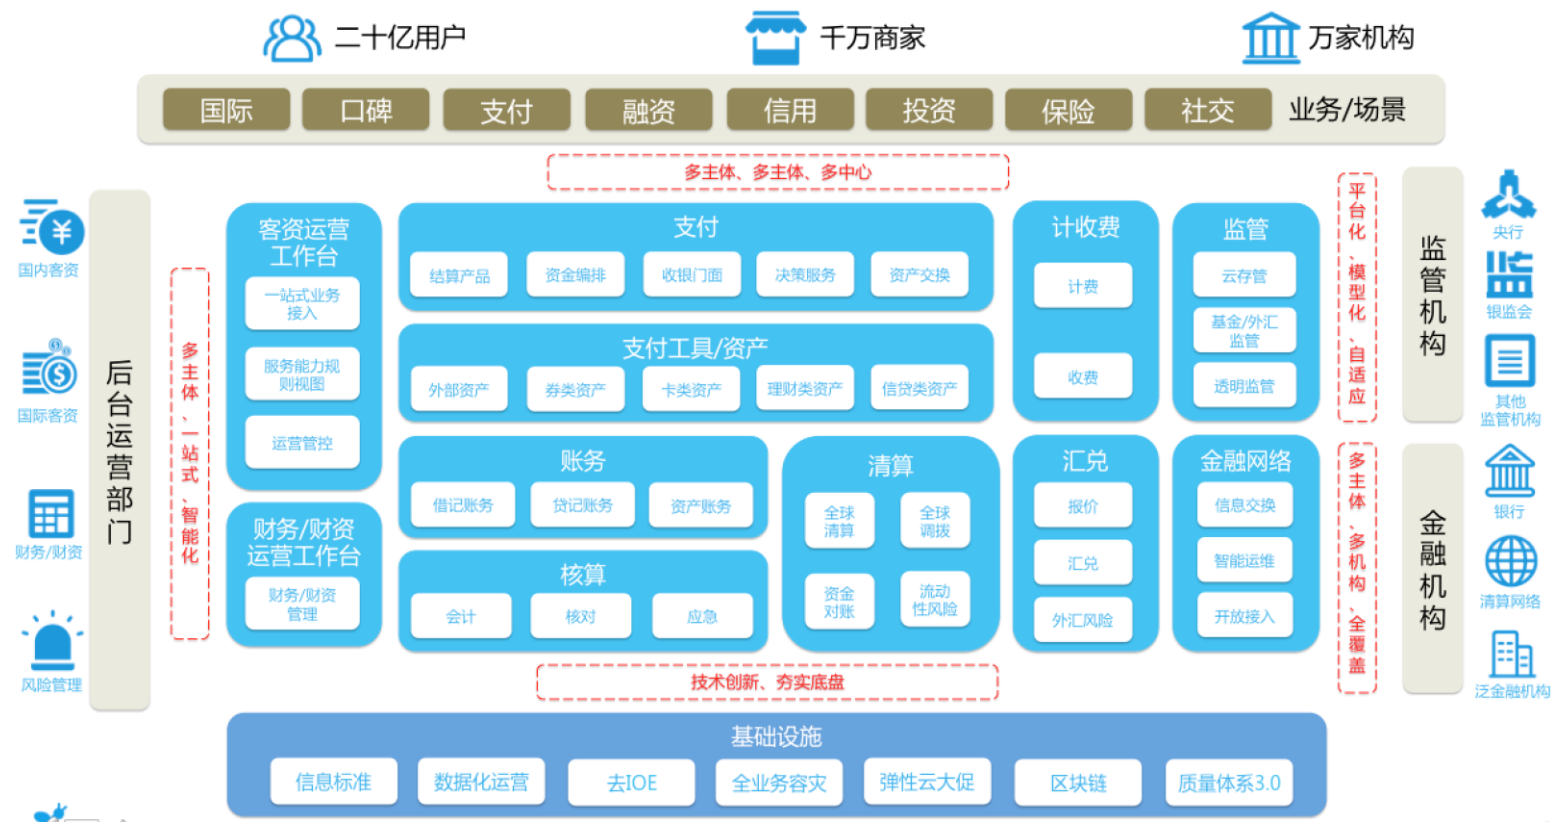 二十亿用户
千万商家
万家机构
国际
口碑
支付
融资
信用
投资
保险
社交
业务/场景
多主体、多主体、多中心
国内客资
国际客资
财务/财资
风险管理
后台运营部门
多主体、一站式、智能化
客资运营
工作台
一站式业务
接入
服务能力规
则视图
运营管控
财务/财资
运营工作台
财务/财资
管理
支付
结算产品
资金编排
收银门面
决策服务
资产交换
支付工具/资产
外部资产
券类资产
卡类资产
理财类资产
信贷类资产
账务
借记账务
贷记账务
资产账务
核算
会计
核对
应急
清算
全球
清算
全球
调拨
资金
对账
流动
性风险
计收费
计费
收费
汇兑
报价
汇兑
外汇风险
监管
云存管
基金/外汇
监管
透明监管
金融网络
信息交换
智能运维
开放接入
平台化、模型化、自适应
多主体、多机构、全覆盖
监管机构
金融机构
央行
银监会
其他
监管机构
银行
清算网络
泛金融机构
技术创新、夯实底盘
基础设施
信息标准
数据化运营
去IOE
全业务容灾
弹性云大促
区块链
质量体系3.0